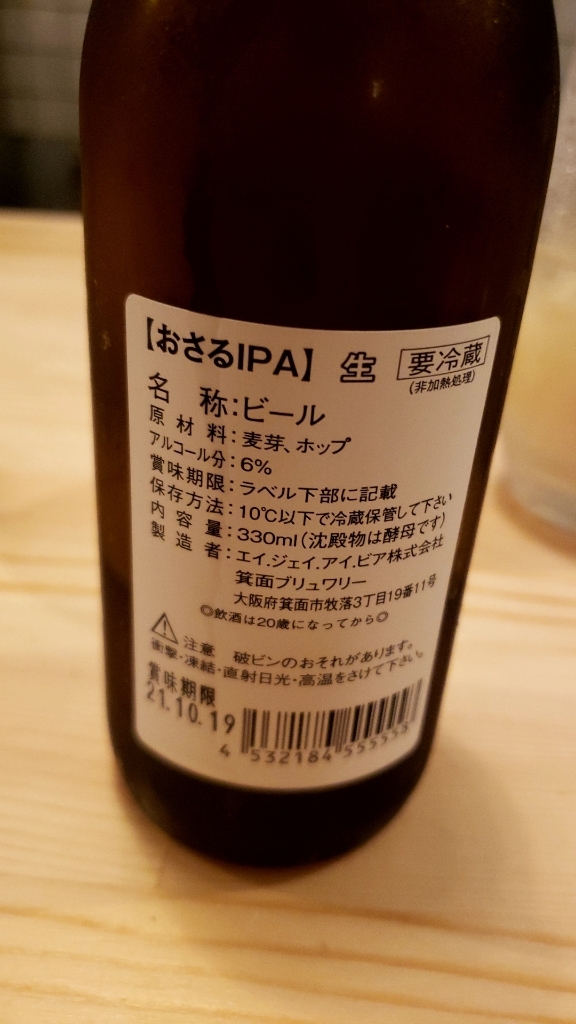 【おさるIPA】 生 要冷蔵
(非加熱処理)
名 称:ビール
原 材 料:麦芽、ホップ
アルコール分:6%
賞味期限:ラベル下部に記載
保存方法:10℃以下で冷蔵保管して下さい
内 容 量:330ml(沈殿物は酵母です)
製 造 者:エイ.ジェイ.アイ.ビア株式会社
箕面ブリュワリー
大阪府箕面市牧落3丁目19番11号
◎飲酒は20歳になってから◎
⚠注意 破ビンのおそれがあります。
衝撃・凍結・直射日光・高温をさけて下さい。
賞味期限
21.10.19
4 532184 555553